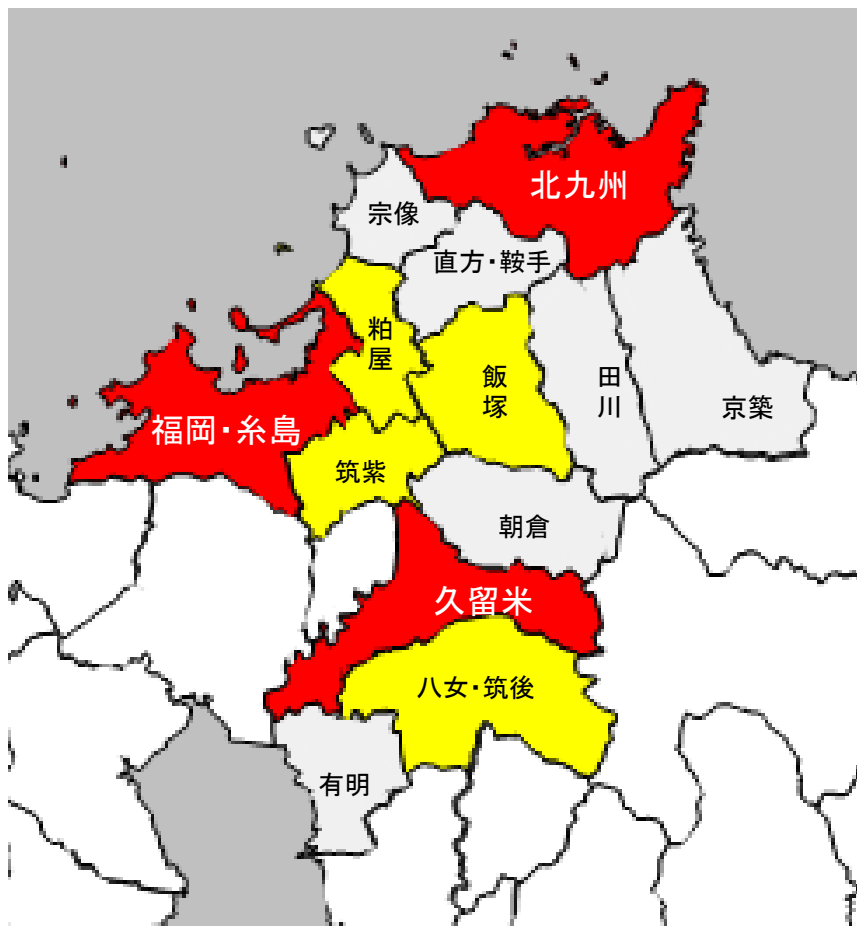 北九州
宗像
直方・鞍手
粕屋
飯塚
田川
京築
福岡・糸島
筑紫
朝倉
久留米
八女・筑後
有明